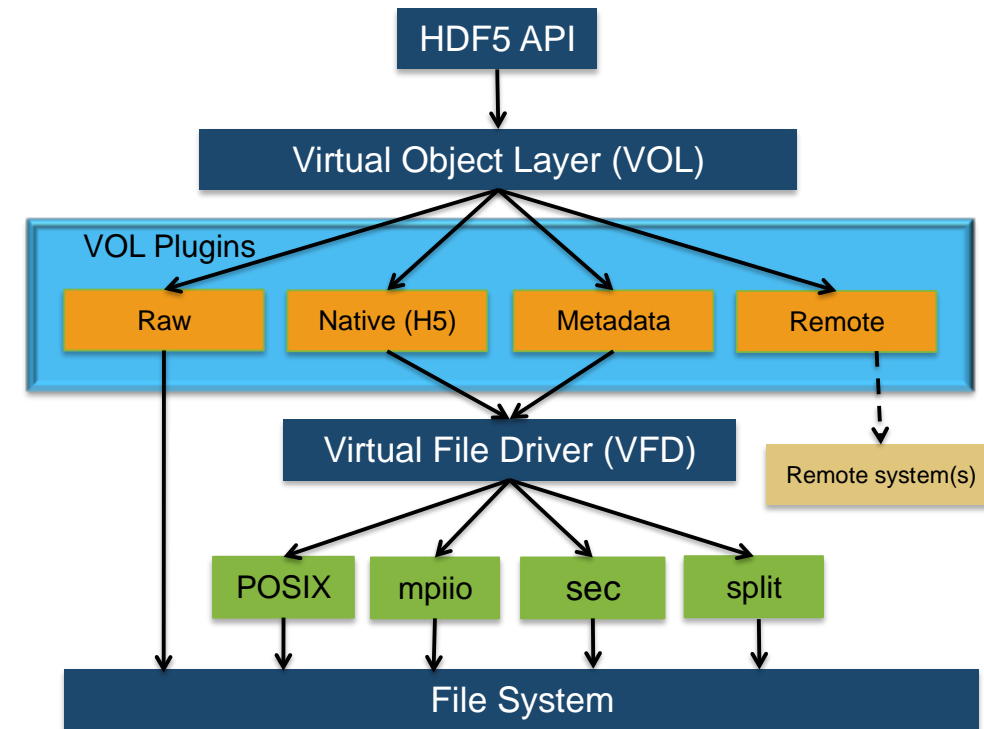 HDF5 API
Virtual Object Layer (VOL)
VOL Plugins
Raw
Native (H5)
Metadata
Remote
Virtual File Driver (VFD)
Remote system(s)
POSIX
mpiio
sec
split
File System